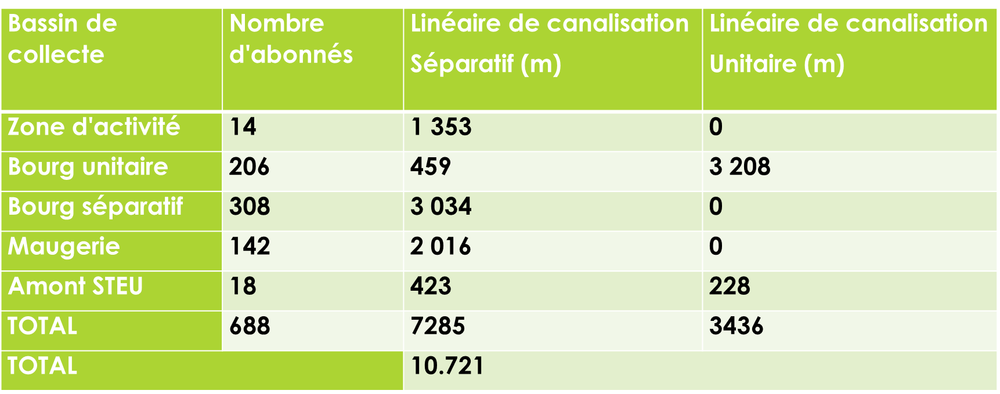 Bassin de collecte Nombre d'abonnés Linéaire de canalisation Séparatif (m) Linéaire de canalisation Unitaire (m)
Zone d'activité 14 1 353 0
Bourg unitaire 206 459 3 208
Bourg séparatif 308 3 034 0
Maugerie 142 2 016 0
Amont STEU 18 423 228
TOTAL 688 7285 3436
TOTAL 10.721